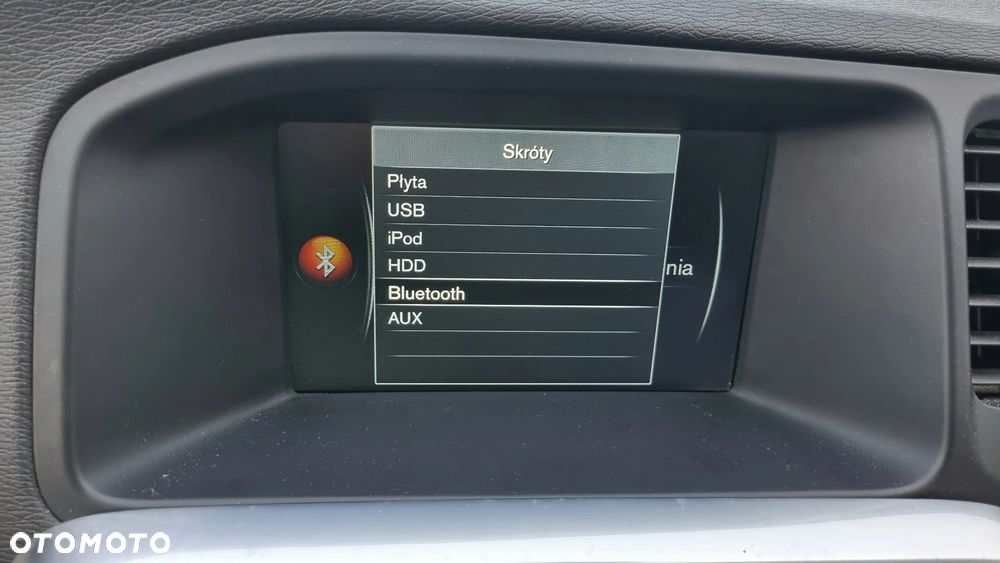 Skróty
Płyta
USB
iPod
HDD
Bluetooth
AUX
nia
OTOMOTO